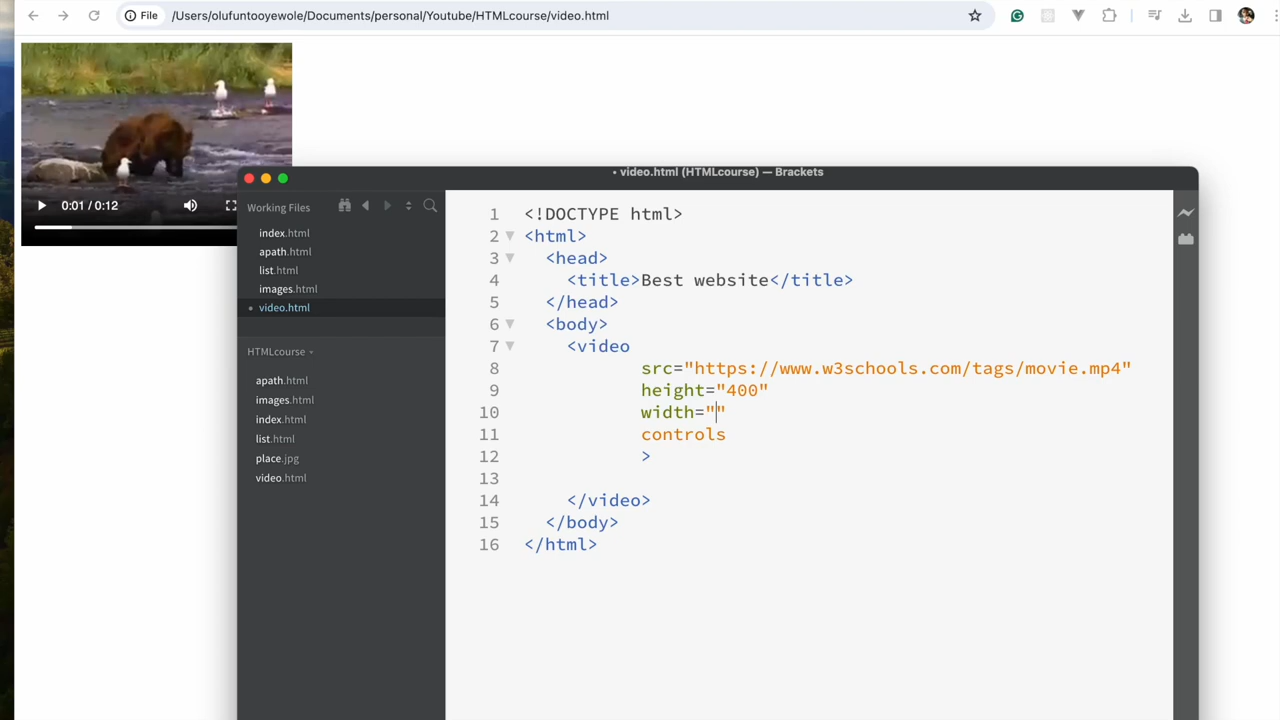 File /Users/olufuntooyewole/Documents/personal/Youtube/HTMLcourse/video.html
0:01 / 0:12
• video.html (HTMLcourse) — Brackets
Working Files
index.html
apath.html
list.html
images.html
• video.html
HTMLcourse
apath.html
images.html
index.html
list.html
place.jpg
video.html
1 <!DOCTYPE html>
2 <html>
3 <head>
4 <title>Best website</title>
5 </head>
6 <body>
7 <video
8 src="https://www.w3schools.com/tags/movie.mp4"
9 height="400"
10 width=""
11 controls
12 >
13
14 </video>
15 </body>
16 </html>